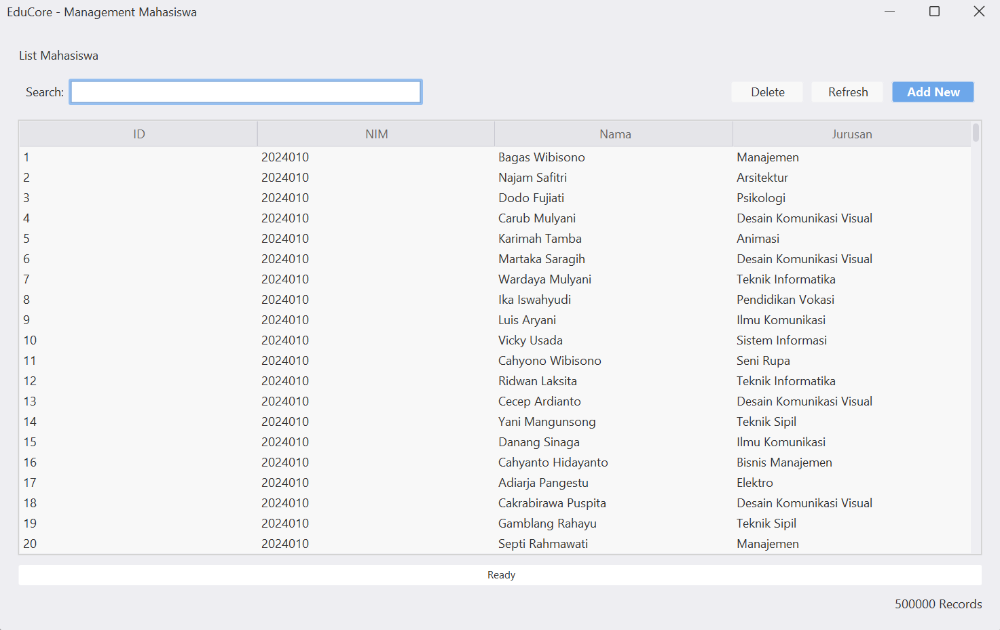 EduCore - Management Mahasiswa
List Mahasiswa
Search: Delete Refresh Add New
ID NIM Nama Jurusan
1 2024010 Bagas Wibisono Manajemen
2 2024010 Najam Safitri Arsitektur
3 2024010 Dodo Fujiati Psikologi
4 2024010 Carub Mulyani Desain Komunikasi Visual
5 2024010 Karimah Tamba Animasi
6 2024010 Martaka Saragih Desain Komunikasi Visual
7 2024010 Wardaya Mulyani Teknik Informatika
8 2024010 Ika Iswahyudi Pendidikan Vokasi
9 2024010 Luis Aryani Ilmu Komunikasi
10 2024010 Vicky Usada Sistem Informasi
11 2024010 Cahyono Wibisono Seni Rupa
12 2024010 Ridwan Laksita Teknik Informatika
13 2024010 Cecep Ardianto Desain Komunikasi Visual
14 2024010 Yani Mangunsong Teknik Sipil
15 2024010 Danang Sinaga Ilmu Komunikasi
16 2024010 Cahyanto Hidayanto Bisnis Manajemen
17 2024010 Adiarja Pangestu Elektro
18 2024010 Cakrabirawa Puspita Desain Komunikasi Visual
19 2024010 Gamblang Rahayu Teknik Sipil
20 2024010 Septi Rahmawati Manajemen
Ready
500000 Records